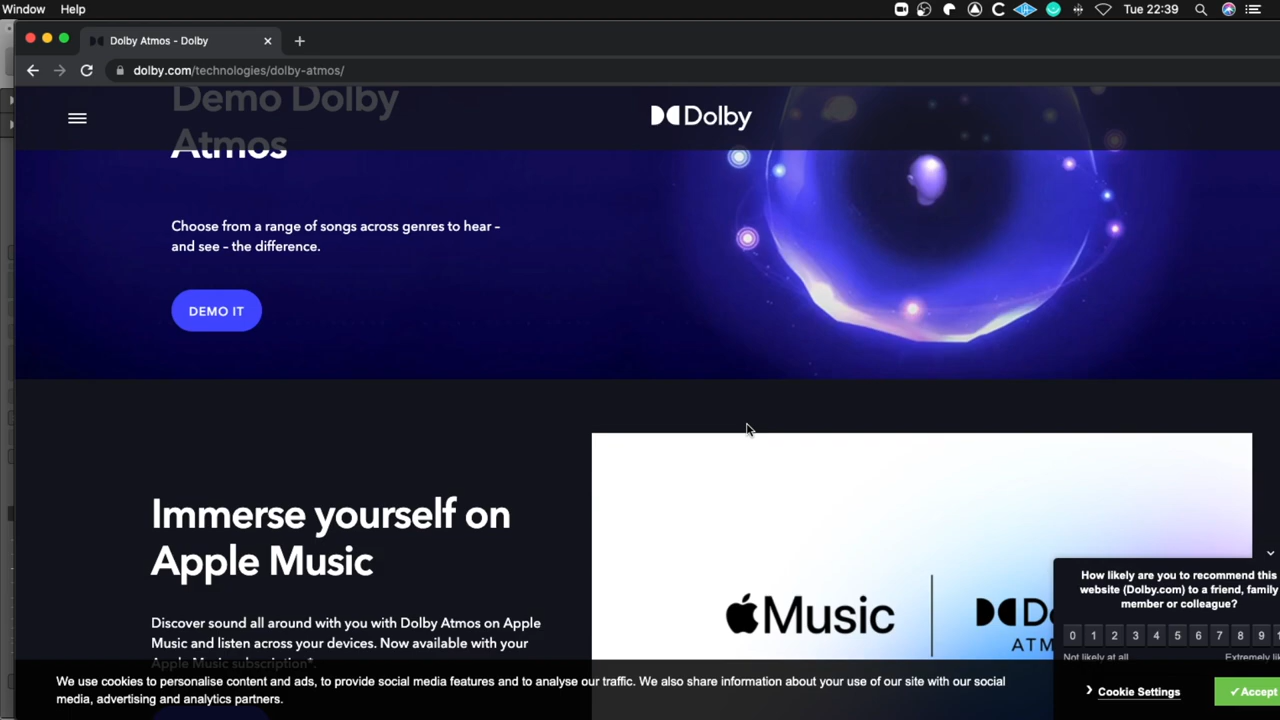 Window Help
Tue 22:39
Dolby Atmos - Dolby
dolby.com/technologies/dolby-atmos/
Demo Dolby
Atmos
Dolby
Choose from a range of songs across genres to hear –
and see – the difference.
DEMO IT
Immerse yourself on
Apple Music
Discover sound all around with you with Dolby Atmos on Apple
Music and listen across your devices. Now available with your
Apple Music subscription*.
Music
How likely are you to recommend this
website (Dolby.com) to a friend, family
member or colleague?
0 1 2 3 4 5 6 7 8 9
Not likely at all
We use cookies to personalise content and ads, to provide social media features and to analyse our traffic. We also share information about your use of our site with our social
media, advertising and analytics partners.
Cookie Settings
✓Accept